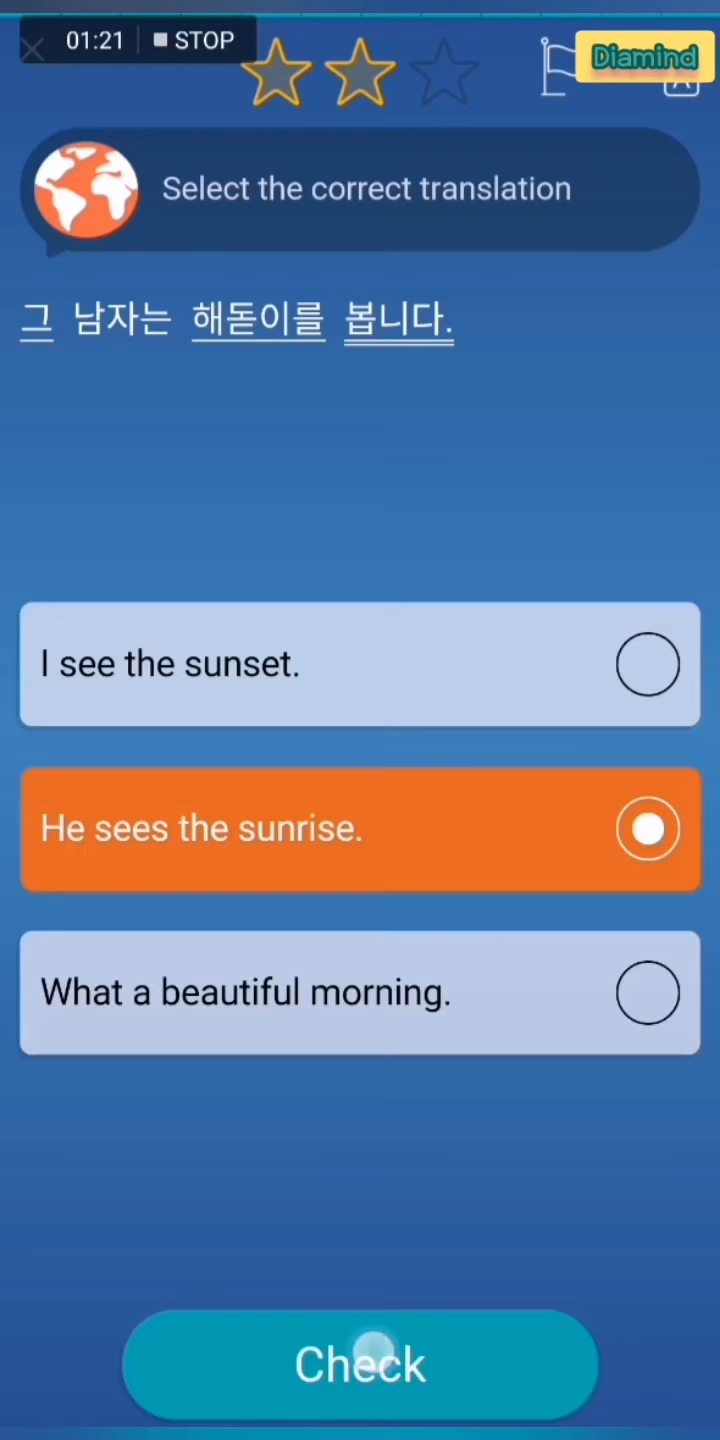 01:21 STOP
Diamind
Select the correct translation
그 남자는 해돋이를 봅니다.
I see the sunset.
He sees the sunrise.
What a beautiful morning.
Check